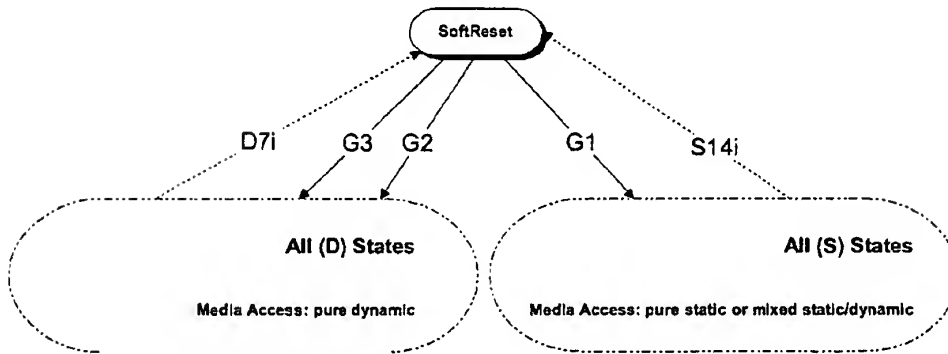 SoftReset
D7i
G3
G2
G1
S14i
All (D) States
All (S) States
Media Access: pure dynamic
Media Access: pure static or mixed static/dynamic